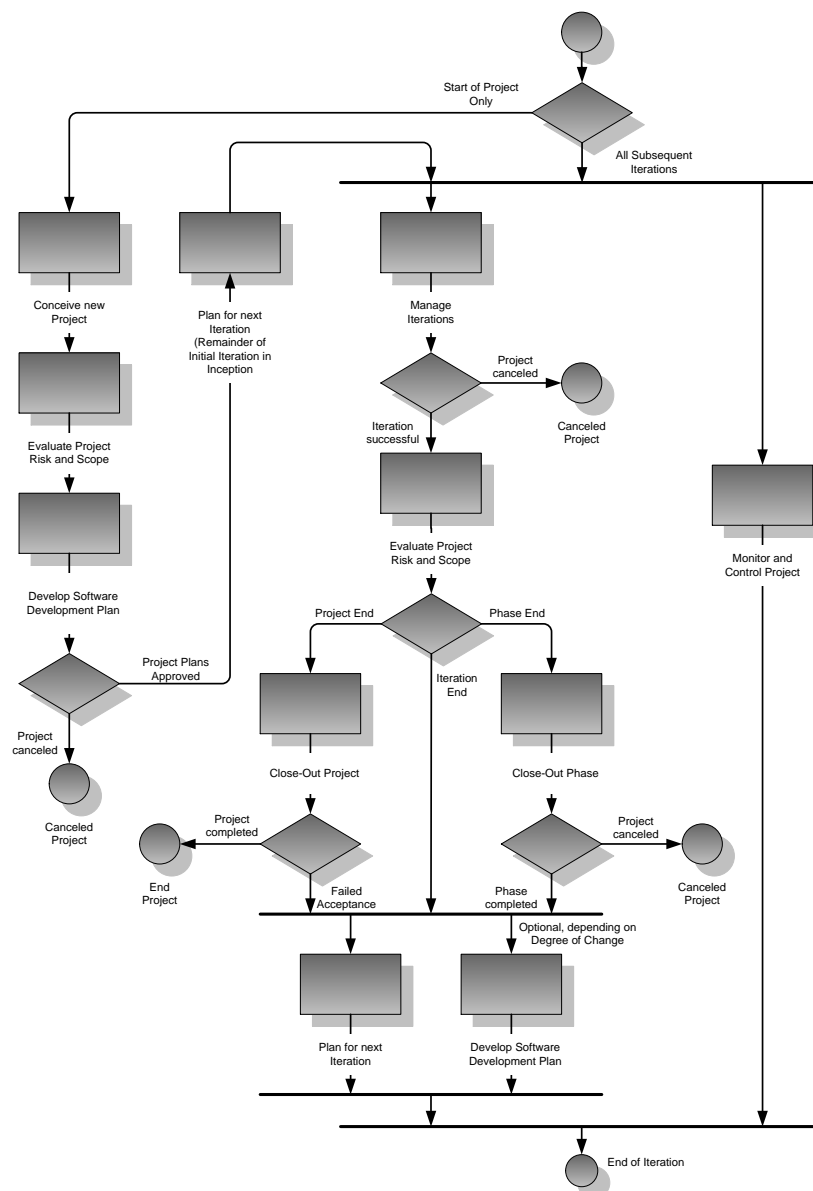 Start of Project
Only
All Subsequent
Iterations
Conceive new
Project
Plan for next
Iteration
(Remainder of
Initial Iteration in
Inception
Manage
Iterations
Project
canceled
Canceled
Project
Iteration
successful
Evaluate Project
Risk and Scope
Evaluate Project
Risk and Scope
Monitor and
Control Project
Develop Software
Development Plan
Project End
Phase End
Iteration
End
Project Plans
Approved
Project
canceled
Canceled
Project
Close-Out Project
Close-Out Phase
Project
completed
End
Project
Project
canceled
Canceled
Project
Failed
Acceptance
Phase
completed
Optional, depending on
Degree of Change
Plan for next
Iteration
Develop Software
Development Plan
End of Iteration